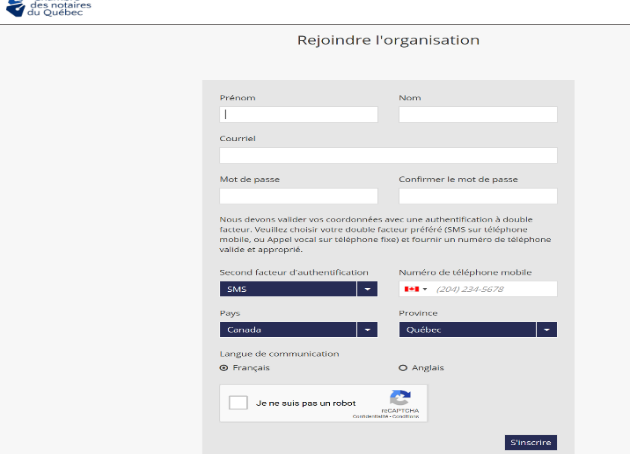 des notaires
du Québec
Rejoindre l'organisation
Prénom
Nom
Courriel
Mot de passe
Confirmer le mot de passe
Nous devons valider vos coordonnées avec une authentification à double
facteur. Veuillez choisir votre double facteur préféré (SMS sur téléphone
mobile, ou Appel vocal sur téléphone fixe) et fournir un numéro de téléphone
valide et approprié.
Second facteur d'authentification
Numéro de téléphone mobile
SMS
(204) 234-5678
Pays
Province
Canada
Québec
Langue de communication
Français
Anglais
Je ne suis pas un robot
reCAPTCHA
Confidentialité - Conditions
S'inscrire